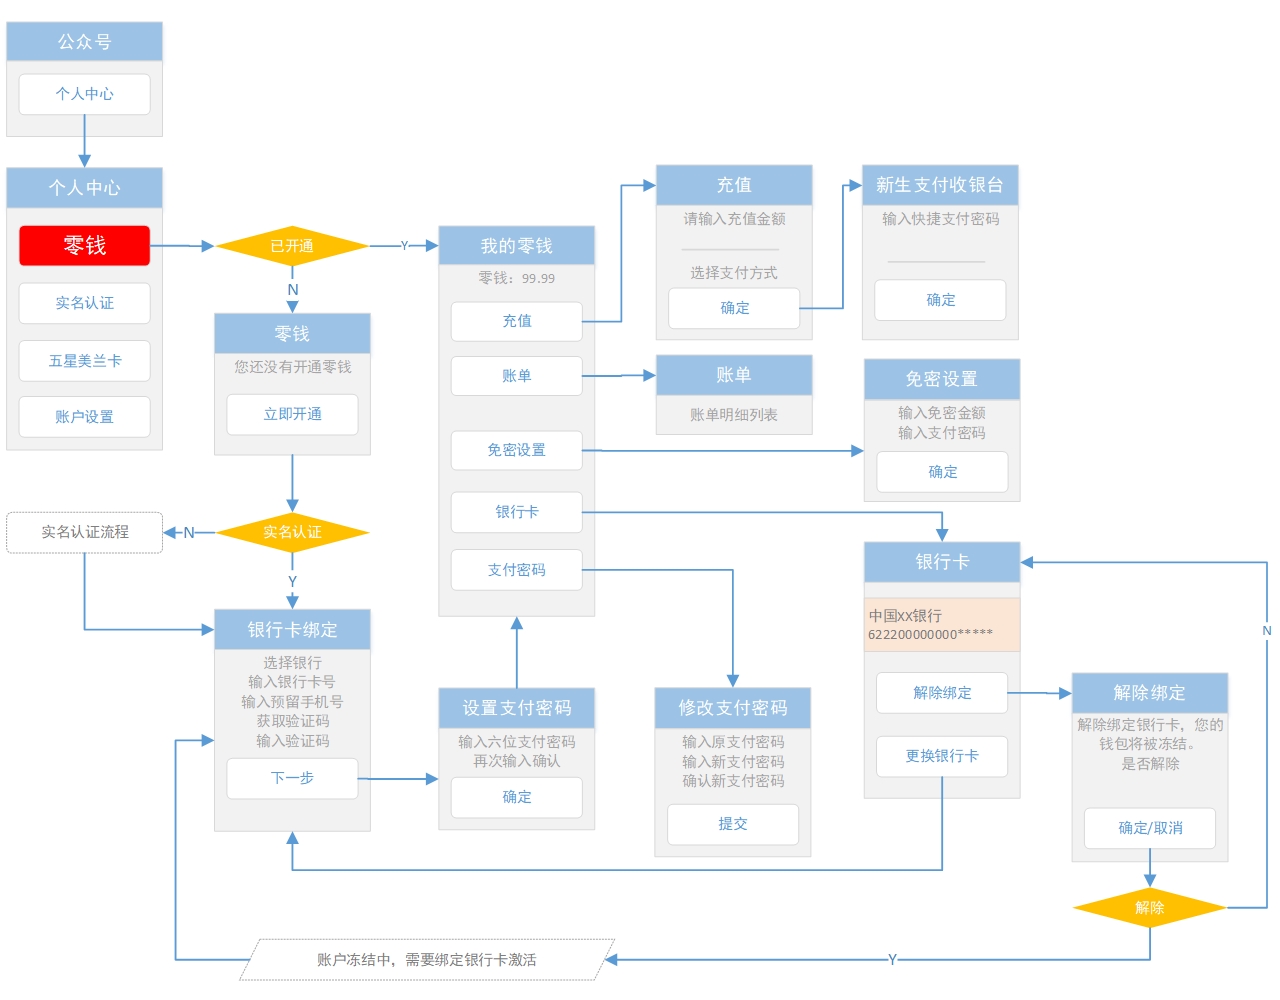 公众号
个人中心
个人中心
零钱
实名认证
五星美兰卡
账户设置
已开通
Y
N
零钱
您还没有开通零钱
立即开通
实名认证
N
实名认证流程
Y
银行卡绑定
选择银行
输入银行卡号
输入预留手机号
获取验证码
输入验证码
下一步
我的零钱
零钱：99.99
充值
账单
免密设置
银行卡
支付密码
设置支付密码
输入六位支付密码
再次输入确认
确定
充值
请输入充值金额
选择支付方式
确定
新生支付收银台
输入快捷支付密码
确定
账单
账单明细列表
免密设置
输入免密金额
输入支付密码
确定
修改支付密码
输入原支付密码
输入新支付密码
确认新支付密码
提交
银行卡
中国XX银行
622200000000*****
解除绑定
更换银行卡
解除绑定
解除绑定银行卡，您的
钱包将被冻结。
是否解除
确定/取消
解除
N
Y
账户冻结中，需要绑定银行卡激活